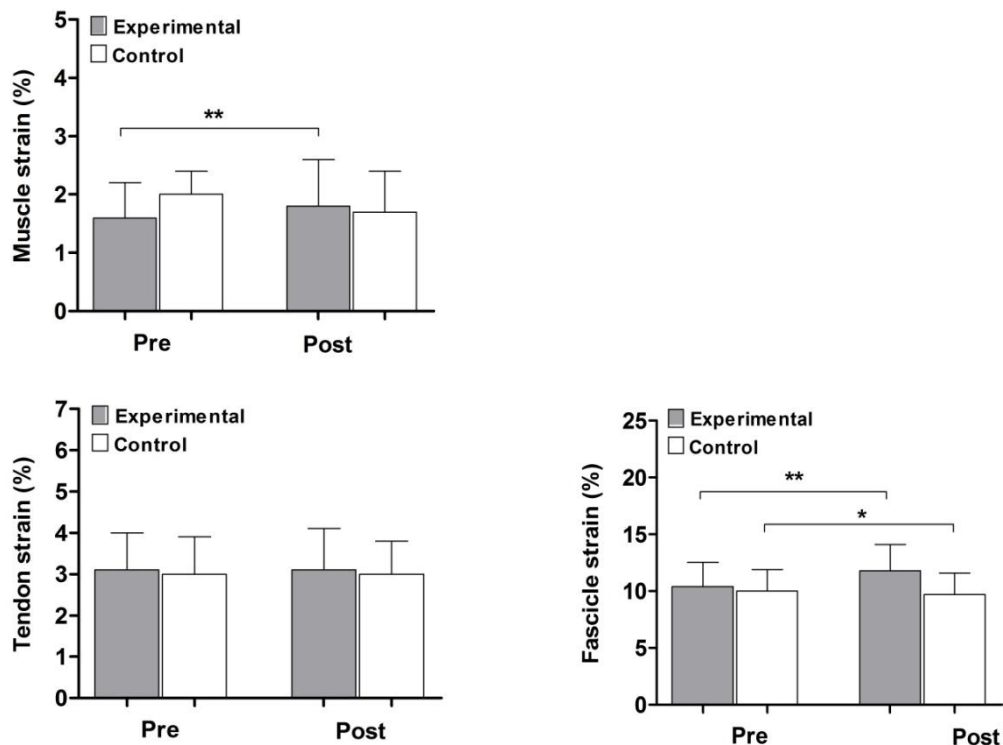 Muscle strain (%)
5
4
3
2
1
0
Experimental
Control
**
Pre Post
Tendon strain (%)
7
6
5
4
3
2
1
0
Experimental
Control
Pre Post
Fascicle strain (%)
25
20
15
10
5
0
Experimental
Control
**
*
Pre Post